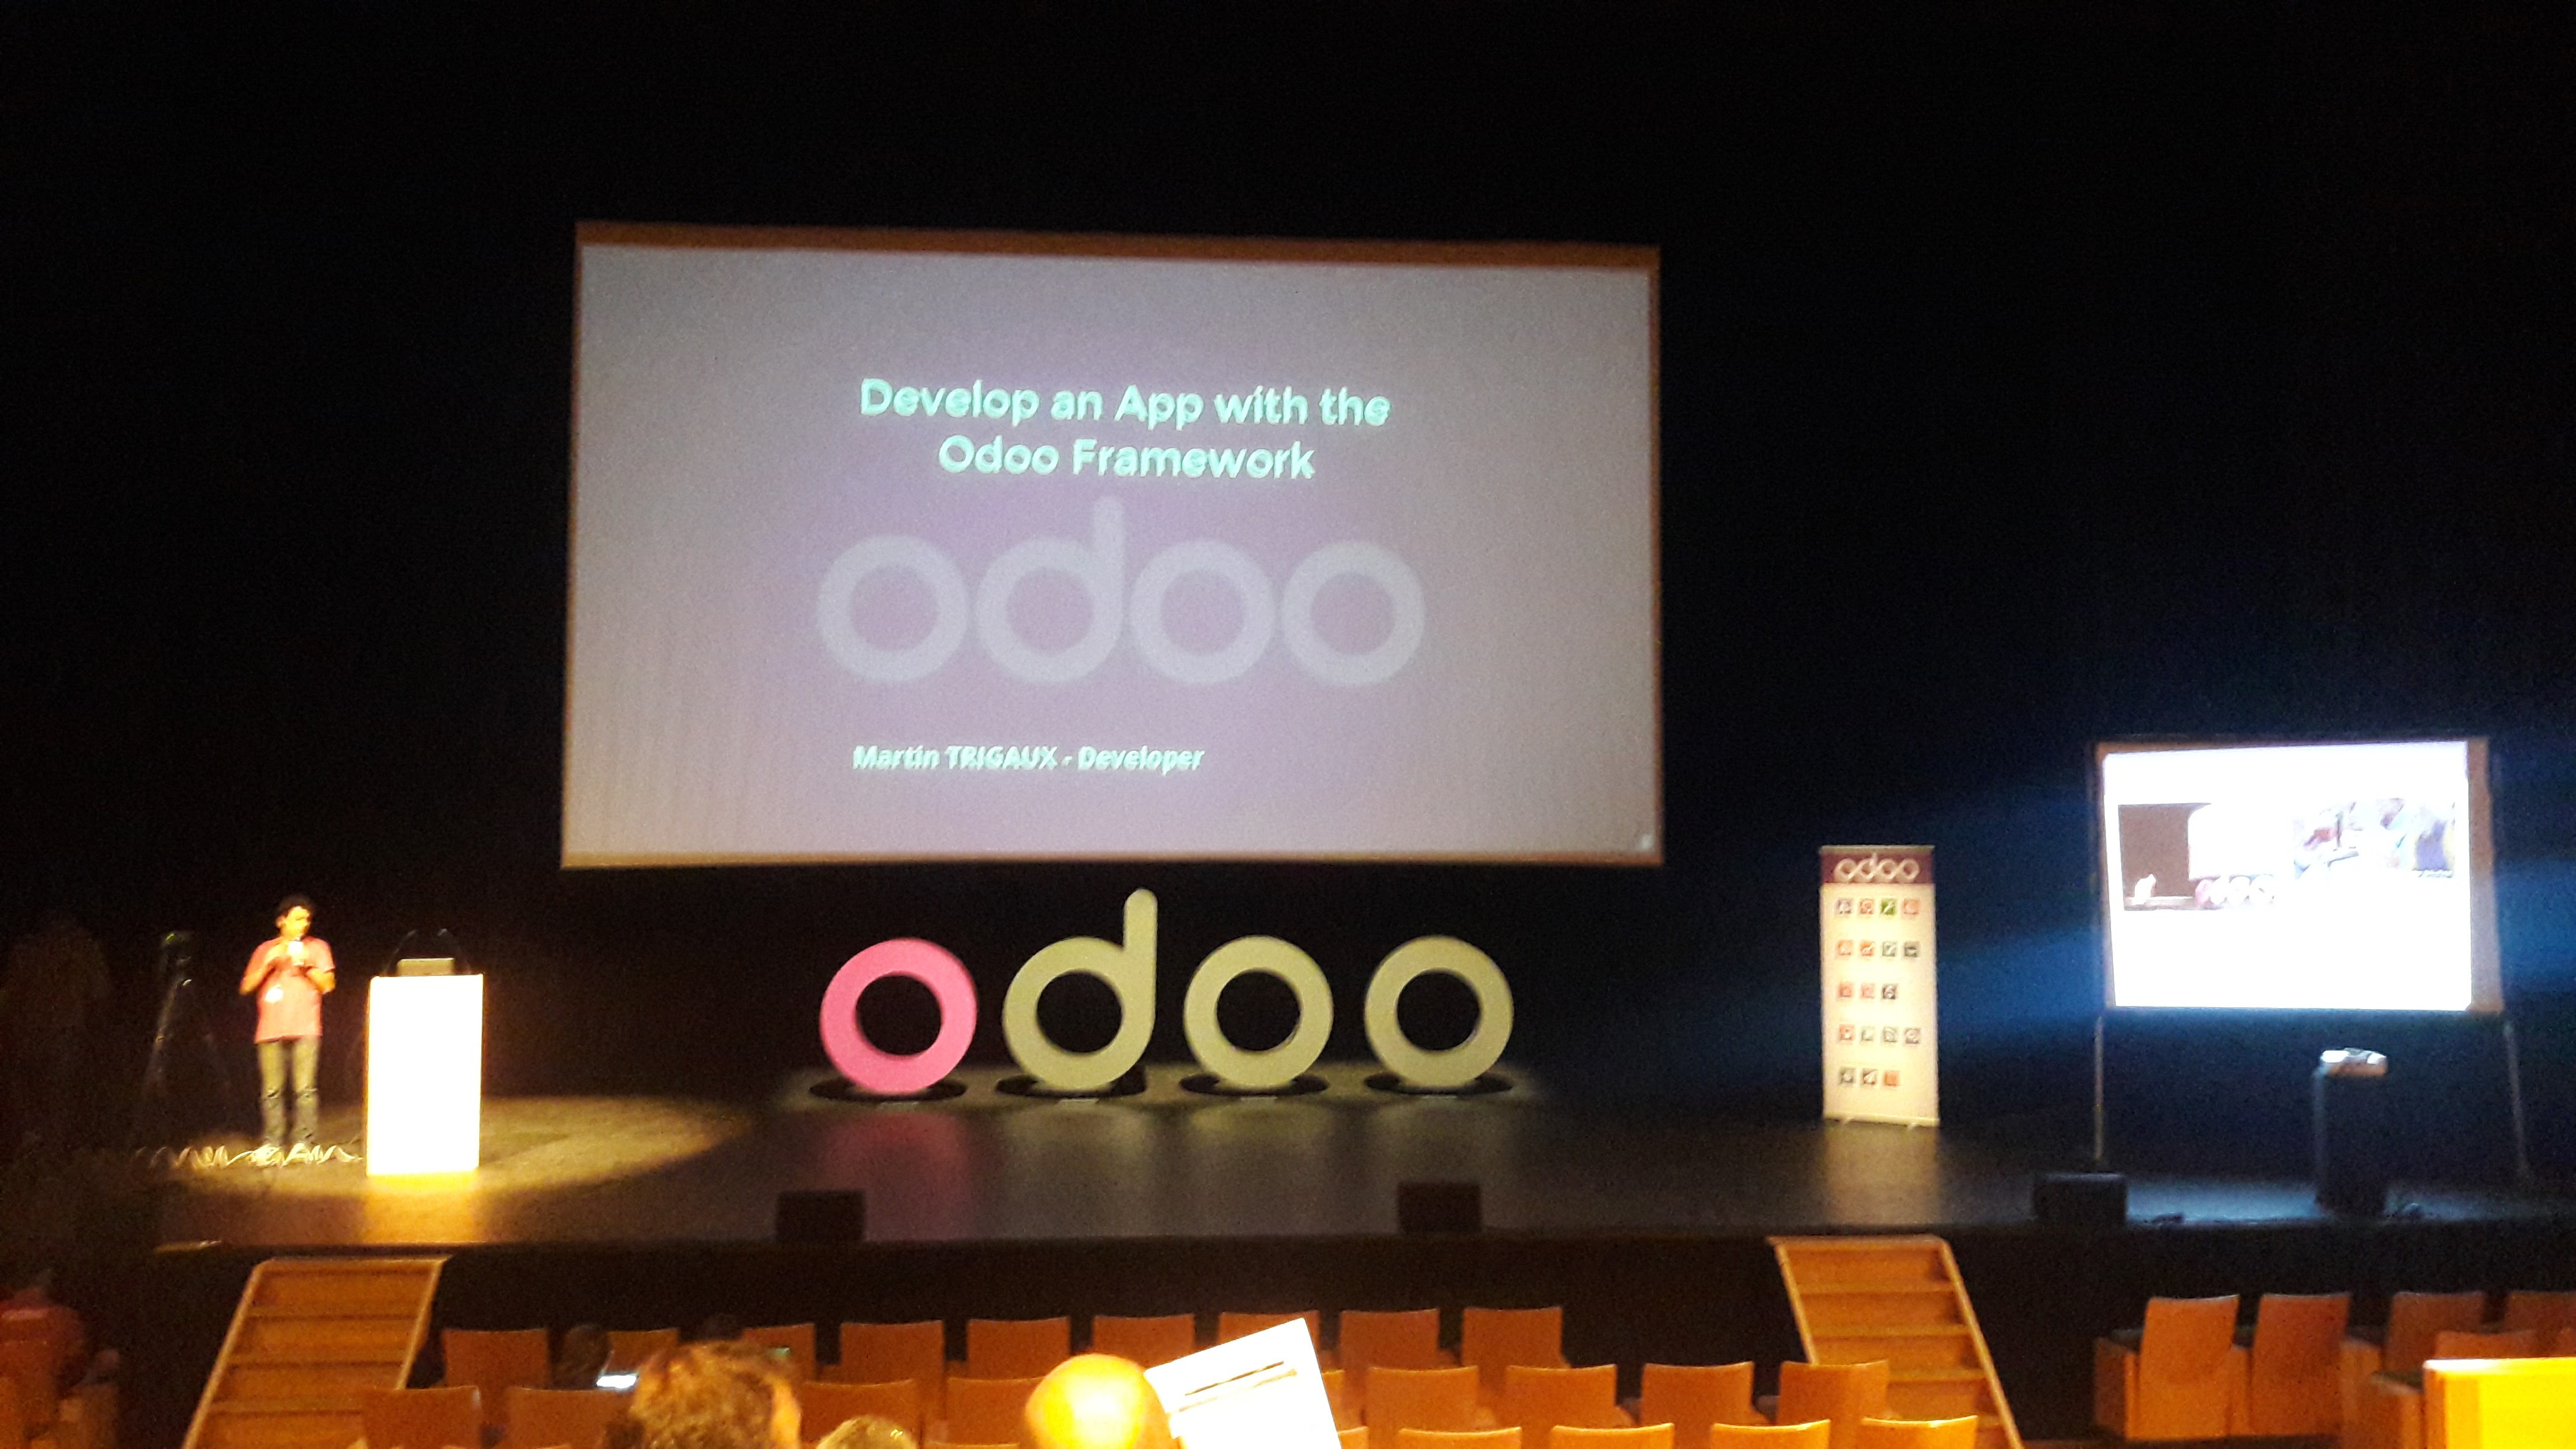 Develop an App with the
Odoo Framework
odoo
Martin TRIGAUX - Developer
odoo
odoo